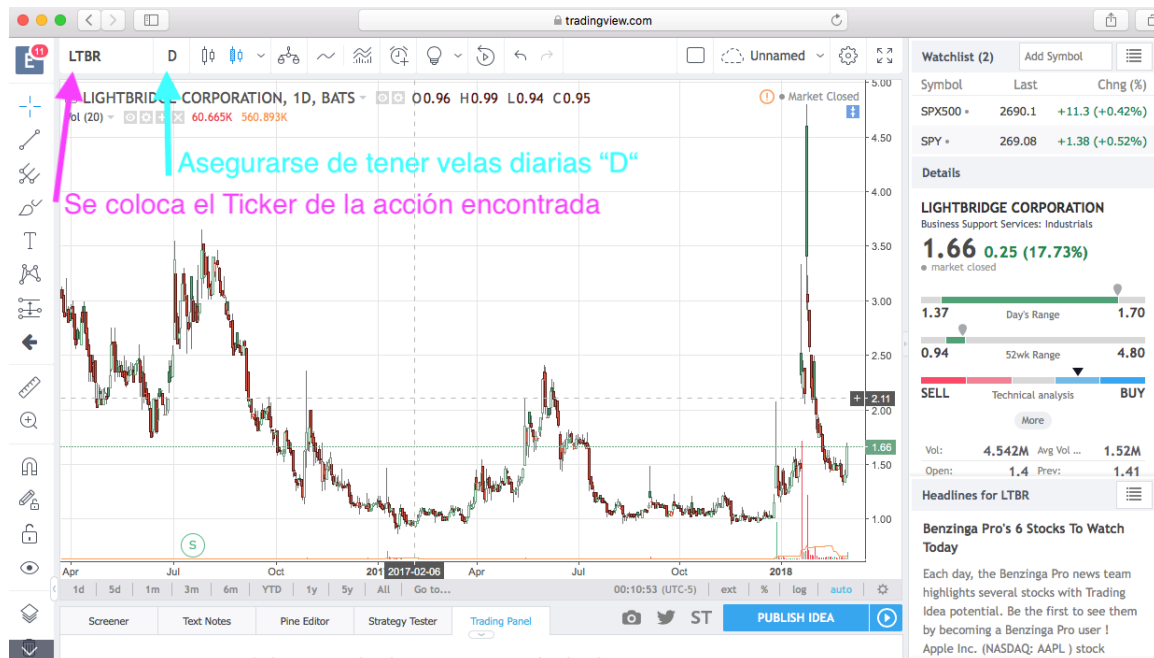 tradingview.com
11
E
LTBR
D
Unnamed
LIGHTBRIDGE CORPORATION, 1D, BATS
O0.96 H0.99 L0.94 C0.95
Market Closed
Vol (20)
60.665K 560.893K
Asegurarse de tener velas diarias “D“
Se coloca el Ticker de la acción encontrada
5.00
4.50
4.00
3.50
3.00
2.50
2.11
2.00
1.66
1.50
1.00
S
Apr Jul Oct 201 2017-02-06 Apr Jul Oct 2018
1d 5d 1m 3m 6m YTD 1y 5y All Go to... 00:10:53 (UTC-5) ext % log auto
Screener Text Notes Pine Editor Strategy Tester Trading Panel ST PUBLISH IDEA
Watchlist (2) Add Symbol
Symbol Last Chng (%)
SPX500 2690.1 +11.3 (+0.42%)
SPY 269.08 +1.38 (+0.52%)
Details
LIGHTBRIDGE CORPORATION
Business Support Services: Industrials
1.66 0.25 (17.73%)
market closed
1.37 Day's Range 1.70
0.94 52wk Range 4.80
SELL Technical analysis BUY
More
Vol: 4.542M Avg Vol ... 1.52M
Open: 1.4 Prev: 1.41
Headlines for LTBR
Benzinga Pro's 6 Stocks To Watch
Today
Each day, the Benzinga Pro news team
highlights several stocks with Trading
Idea potential. Be the first to see them
by becoming a Benzinga Pro user !
Apple Inc. (NASDAQ: AAPL ) stock